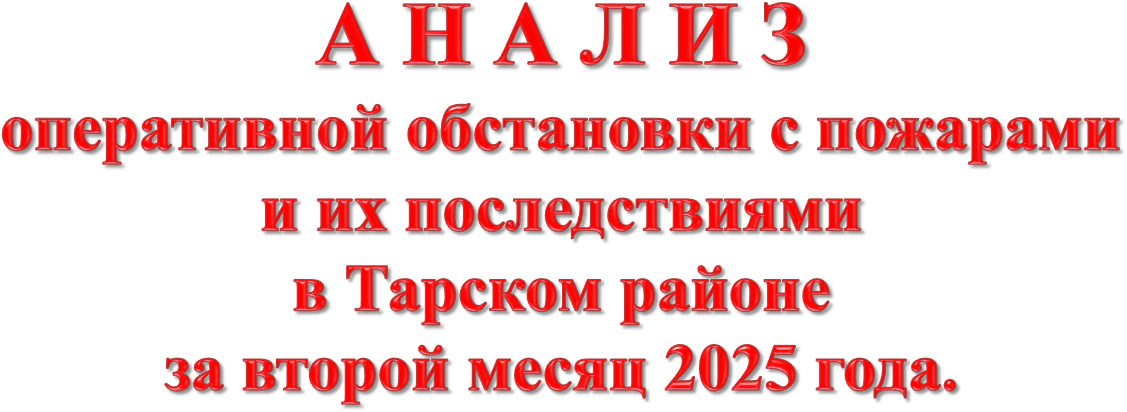 А Н А Л И З
оперативной обстановки с пожарами
и их последствиями
в Тарском районе
за второй месяц 2025 года.